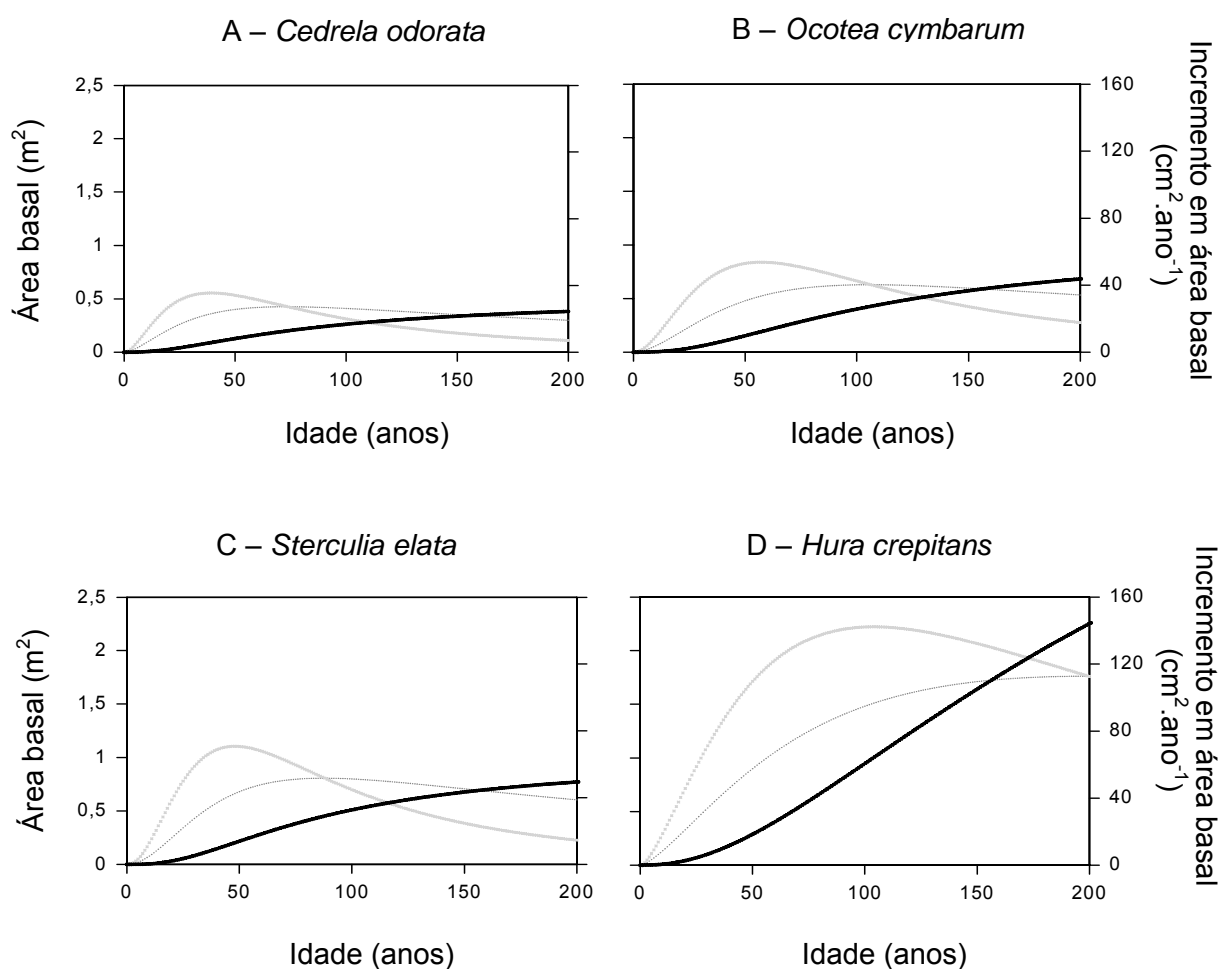 A – Cedrela odorata
B – Ocotea cymbarum
Área basal (m²)
2,5
2
1,5
1
0,5
0
0 50 100 150 200
Idade (anos)
160
120
80
40
0
0 50 100 150 200
Idade (anos)
Incremento em área basal
(cm².ano⁻¹)
C – Sterculia elata
D – Hura crepitans
Área basal (m²)
2,5
2
1,5
1
0,5
0
0 50 100 150 200
Idade (anos)
160
120
80
40
0
0 50 100 150 200
Idade (anos)
Incremento em área basal
(cm².ano⁻¹)